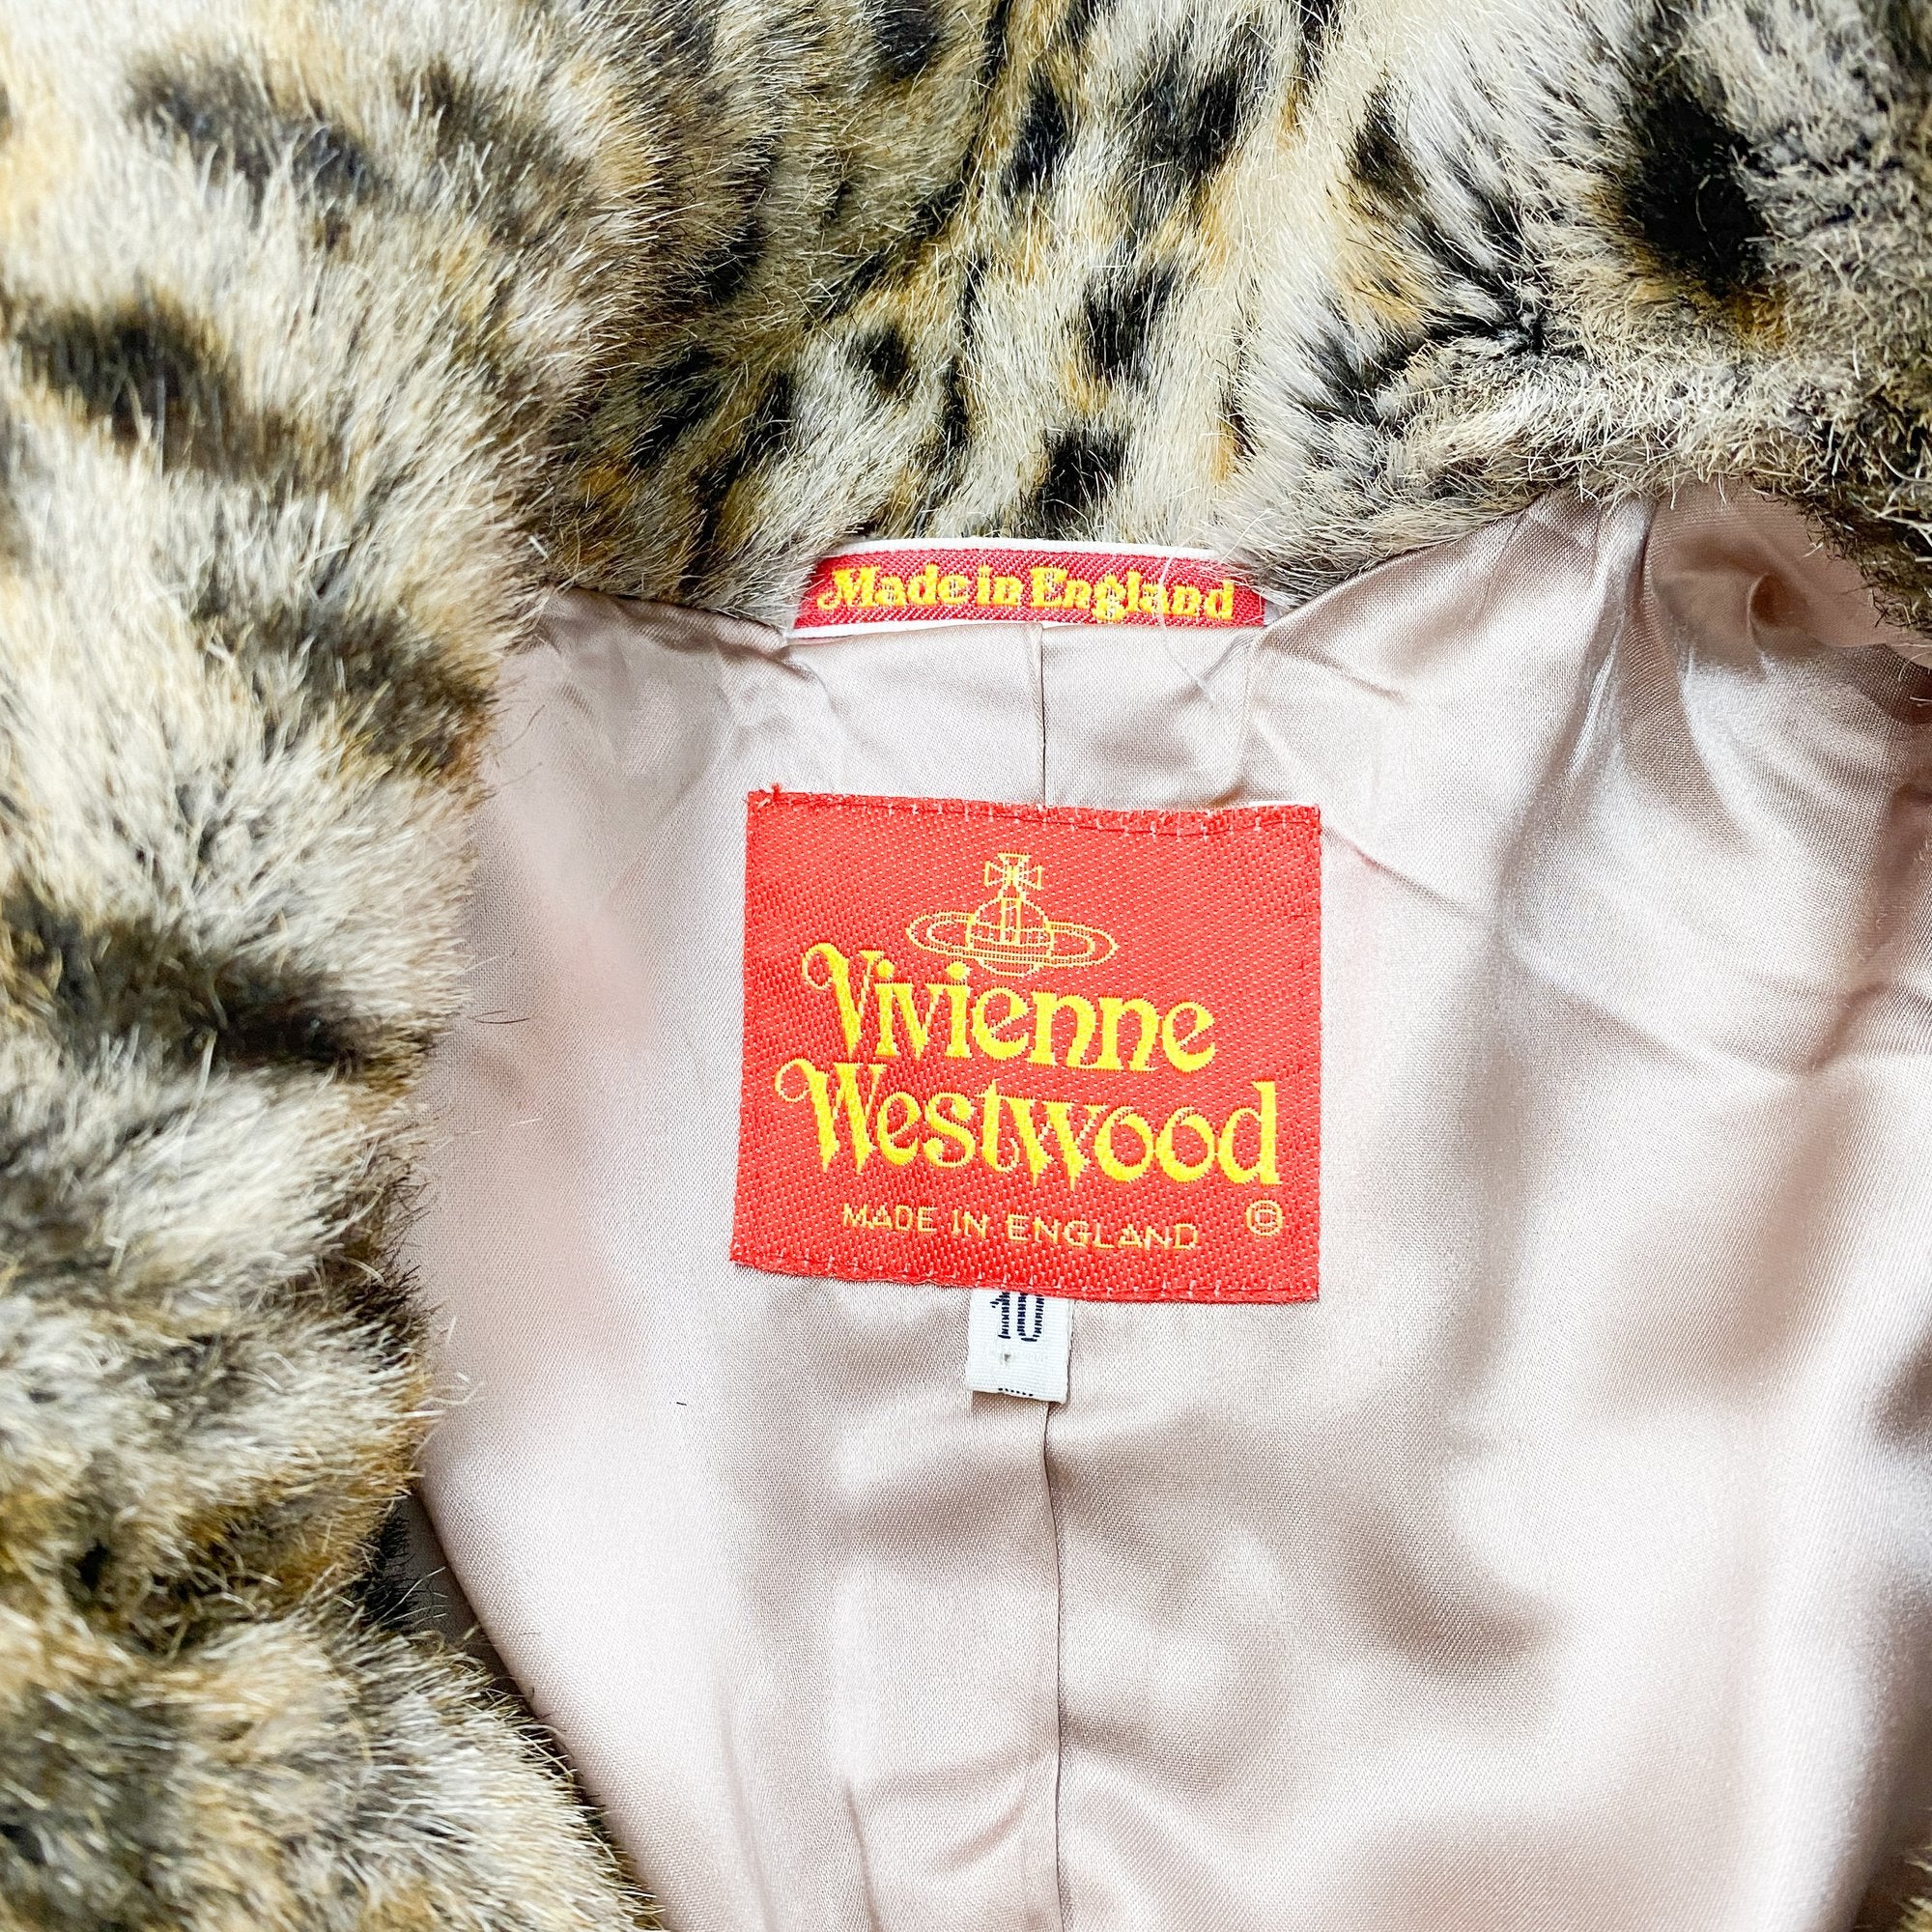 Made in England
Vivienne
Westwood
MADE IN ENGLAND ©
10